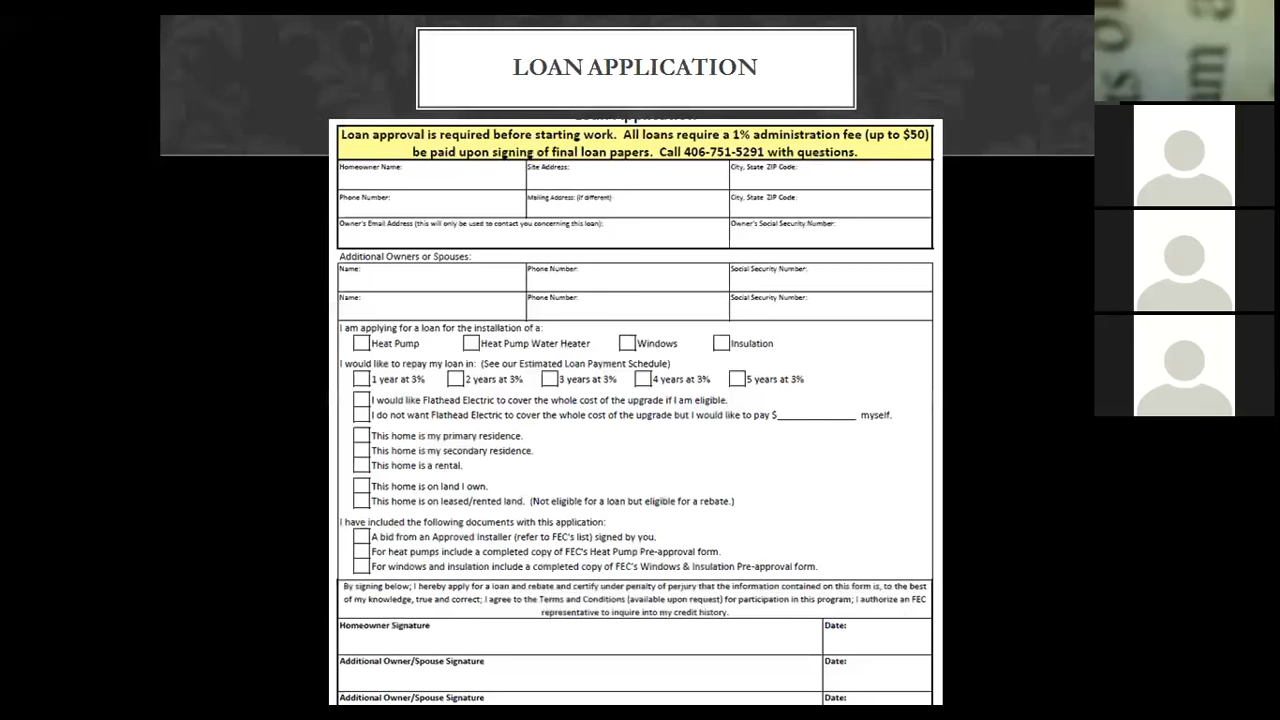 LOAN APPLICATION
Loan Application
Loan approval is required before starting work. All loans require a 1% administration fee (up to $50)
be paid upon signing of final loan papers. Call 406-751-5291 with questions.
Homeowner Name: Site Address: City, State ZIP Code:
Phone Number: Mailing Address: (if different) City, State ZIP Code:
Owner's Email Address (this will only be used to contact you concerning this loan): Owner's Social Security Number:
Additional Owners or Spouses:
Name: Phone Number: Social Security Number:
Name: Phone Number: Social Security Number:
I am applying for a loan for the installation of a:
Heat Pump Heat Pump Water Heater Windows Insulation
I would like to repay my loan in: (See our Estimated Loan Payment Schedule)
1 year at 3% 2 years at 3% 3 years at 3% 4 years at 3% 5 years at 3%
I would like Flathead Electric to cover the whole cost of the upgrade if I am eligible.
I do not want Flathead Electric to cover the whole cost of the upgrade but I would like to pay $______________ myself.
This home is my primary residence.
This home is my secondary residence.
This home is a rental.
This home is on land I own.
This home is on leased/rented land. (Not eligible for a loan but eligible for a rebate.)
I have included the following documents with this application:
A bid from an Approved Installer (refer to FEC's list) signed by you.
For heat pumps include a completed copy of FEC's Heat Pump Pre-approval form.
For windows and insulation include a completed copy of FEC's Windows & Insulation Pre-approval form.
By signing below; I hereby apply for a loan and rebate and certify under penalty of perjury that the information contained on this form is, to the best
of my knowledge, true and correct; I agree to the Terms and Conditions (available upon request) for participation in this program; I authorize an FEC
representative to inquire into my credit history.
Homeowner Signature Date:
Additional Owner/Spouse Signature Date:
Additional Owner/Spouse Signature Date: